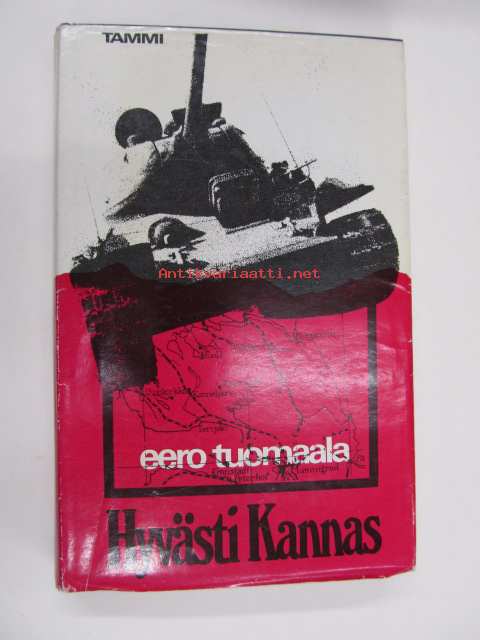 TAMMI
Antikvariaatti.net
eero tuomaala
Hyvästi Kannas